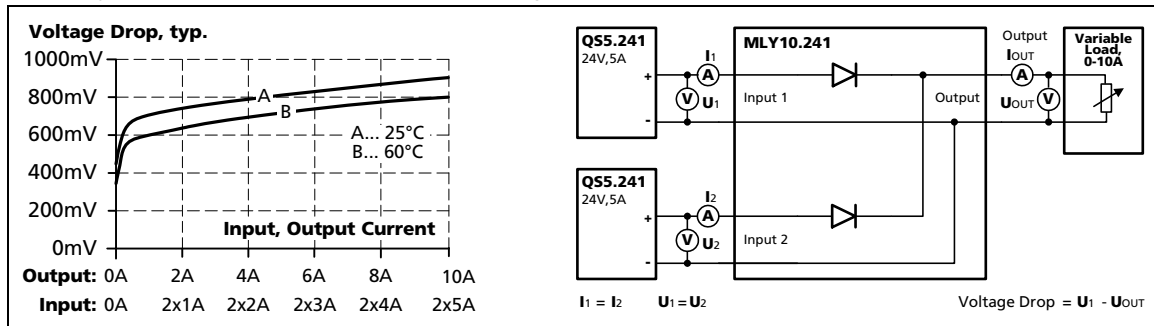 Voltage Drop, typ.
1000mV
800mV
600mV
400mV
200mV
0mV
A
B
A... 25°C
B... 60°C
Input, Output Current
Output: 0A 2A 4A 6A 8A 10A
Input: 0A 2x1A 2x2A 2x3A 2x4A 2x5A
QS5.241
24V,5A
+
-
I1
A
V U1
MLY10.241
Input 1
Output
Output
IOUT
A
UOUT V
Variable
Load,
0-10A
QS5.241
24V,5A
+
-
I2
A
V U2
Input 2
I1 = I2 U1 = U2
Voltage Drop = U1 - UOUT